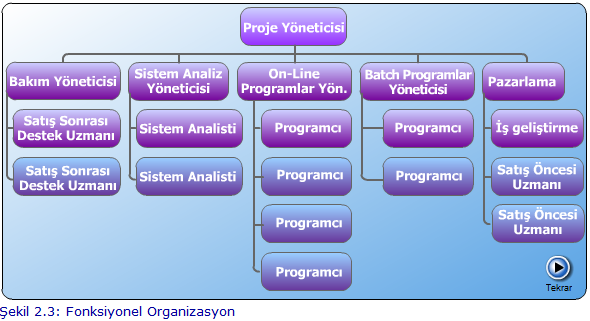 Proje Yöneticisi
Bakım Yöneticisi
Sistem Analiz
Yöneticisi
On-Line
Programlar Yön.
Batch Programlar
Yöneticisi
Pazarlama
Satış Sonrası
Destek Uzmanı
Sistem Analisti
Programcı
Programcı
İş geliştirme
Satış Sonrası
Destek Uzmanı
Sistem Analisti
Programcı
Programcı
Satış Öncesi
Uzmanı
Programcı
Satış Öncesi
Uzmanı
Programcı
Tekrar
Şekil 2.3: Fonksiyonel Organizasyon